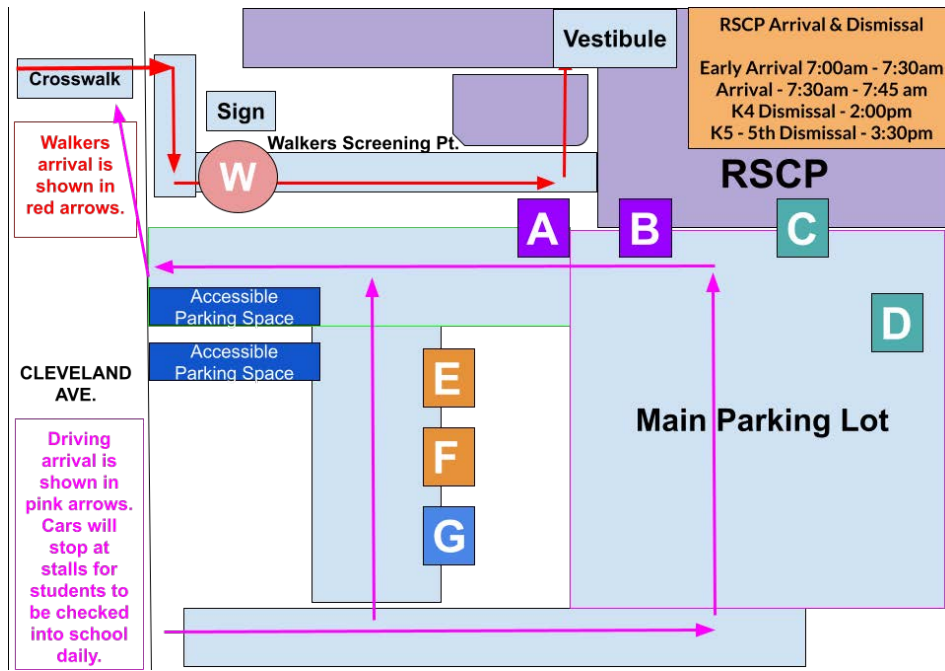 RSCP Arrival & Dismissal
Early Arrival 7:00am - 7:30am
Arrival - 7:30am - 7:45 am
K4 Dismissal - 2:00pm
K5 - 5th Dismissal - 3:30pm
Vestibule
Crosswalk
Sign
Walkers Screening Pt.
Walkers
arrival is
shown in
red arrows.
W
RSCP
A
B
C
Accessible
Parking Space
D
Accessible
Parking Space
CLEVELAND
AVE.
E
Main Parking Lot
F
G
Driving
arrival is
shown in
pink arrows.
Cars will
stop at
stalls for
students to
be checked
into school
daily.